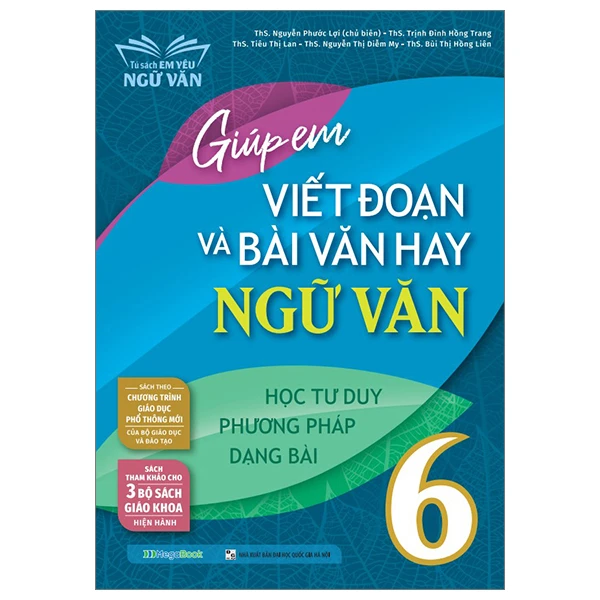 ThS. Nguyễn Phước Lợi (chủ biên) - ThS. Trịnh Đinh Hồng Trang
ThS. Tiêu Thị Lan - ThS. Nguyễn Thị Diễm My - ThS. Bùi Thị Hồng Liên
Tủ sách EM YÊU
NGỮ VĂN
Giúp em
VIẾT ĐOẠN
VÀ BÀI VĂN HAY
NGỮ VĂN
HỌC TƯ DUY
PHƯƠNG PHÁP
DẠNG BÀI
SÁCH THEO
CHƯƠNG TRÌNH
GIÁO DỤC
PHỔ THÔNG MỚI
CỦA BỘ GIÁO DỤC
VÀ ĐÀO TẠO
SÁCH
THAM KHẢO CHO
3 BỘ SÁCH
GIÁO KHOA
HIỆN HÀNH
6
MegaBook
NHÀ XUẤT BẢN ĐẠI HỌC QUỐC GIA HÀ NỘI